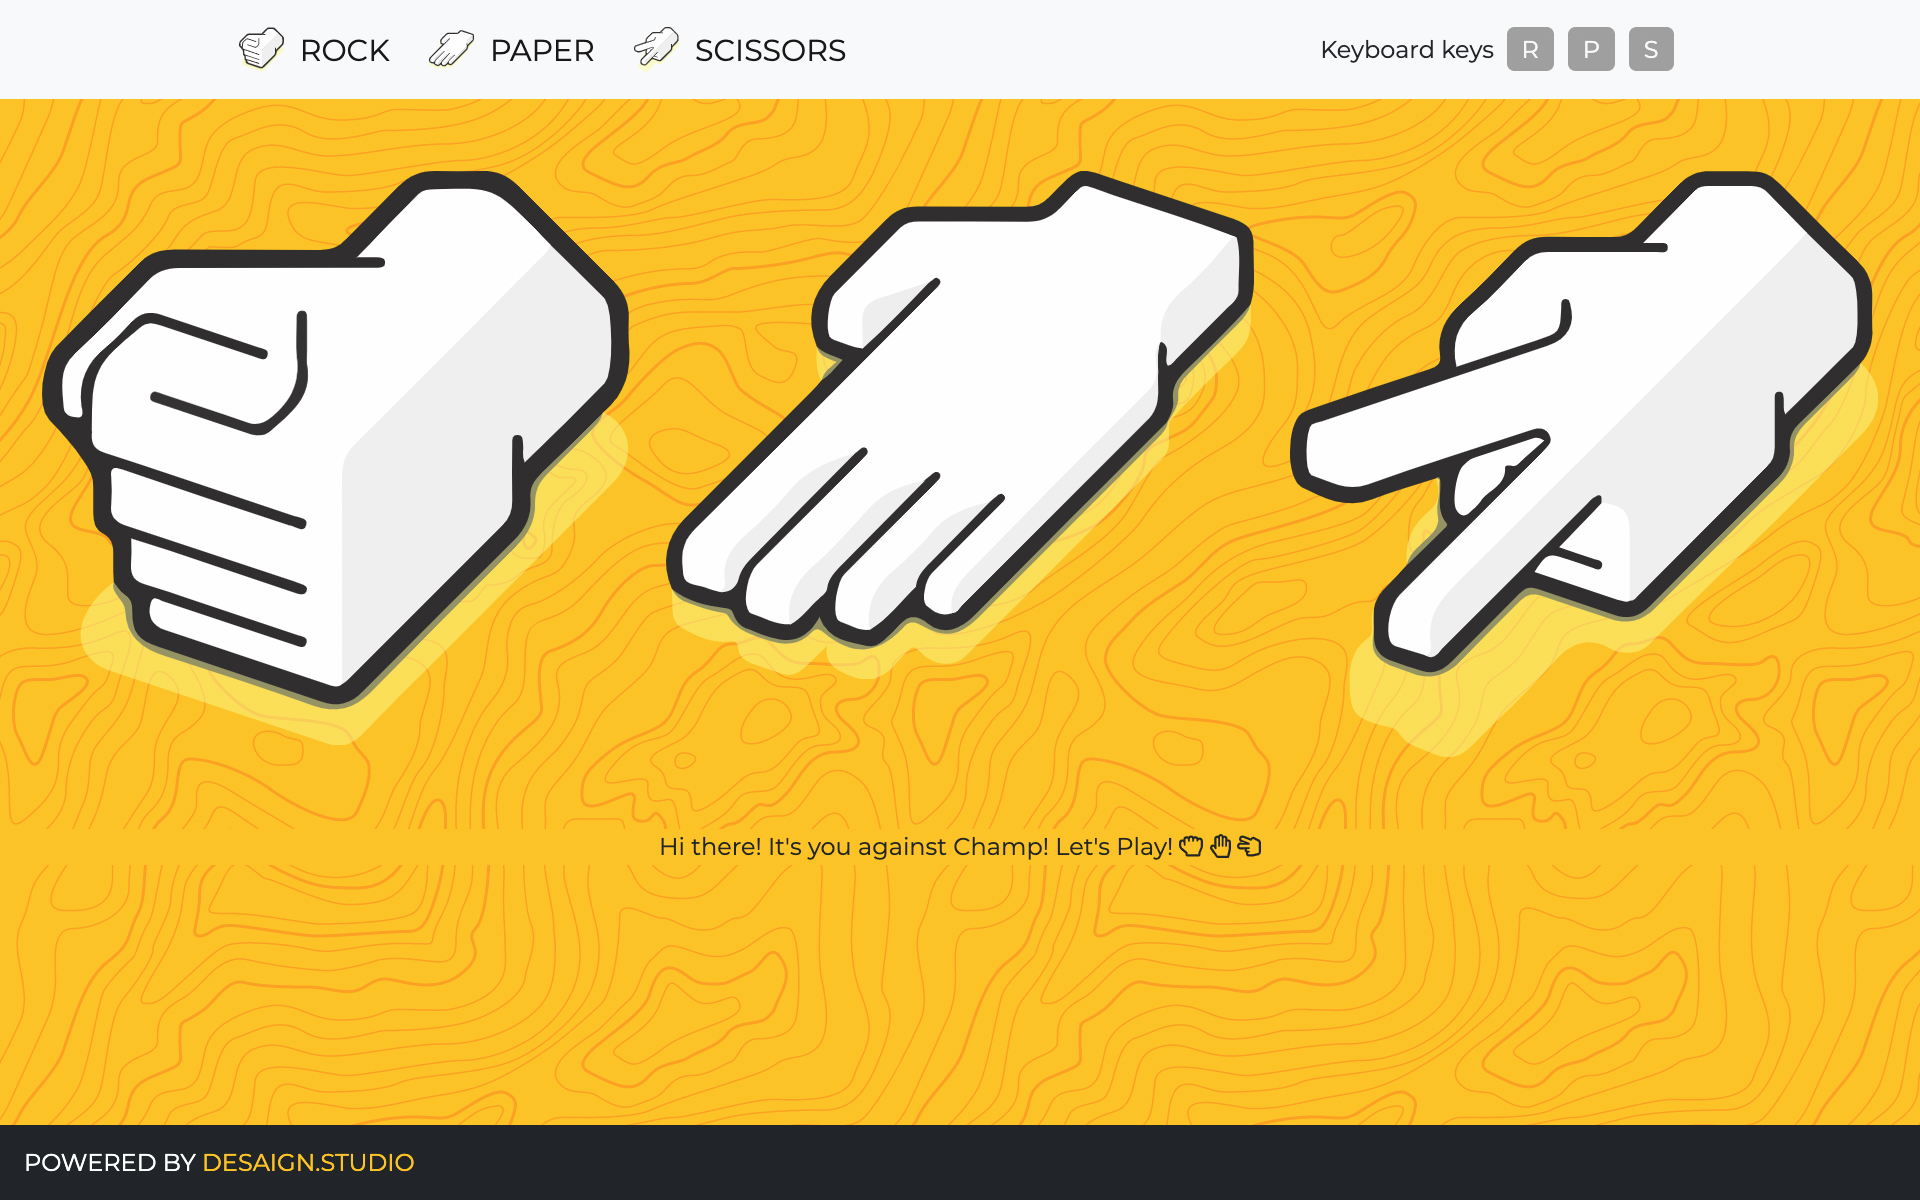 ROCK PAPER SCISSORS Keyboard keys R P S
Hi there! It's you against Champ! Let's Play!
POWERED BY DESAIGN.STUDIO